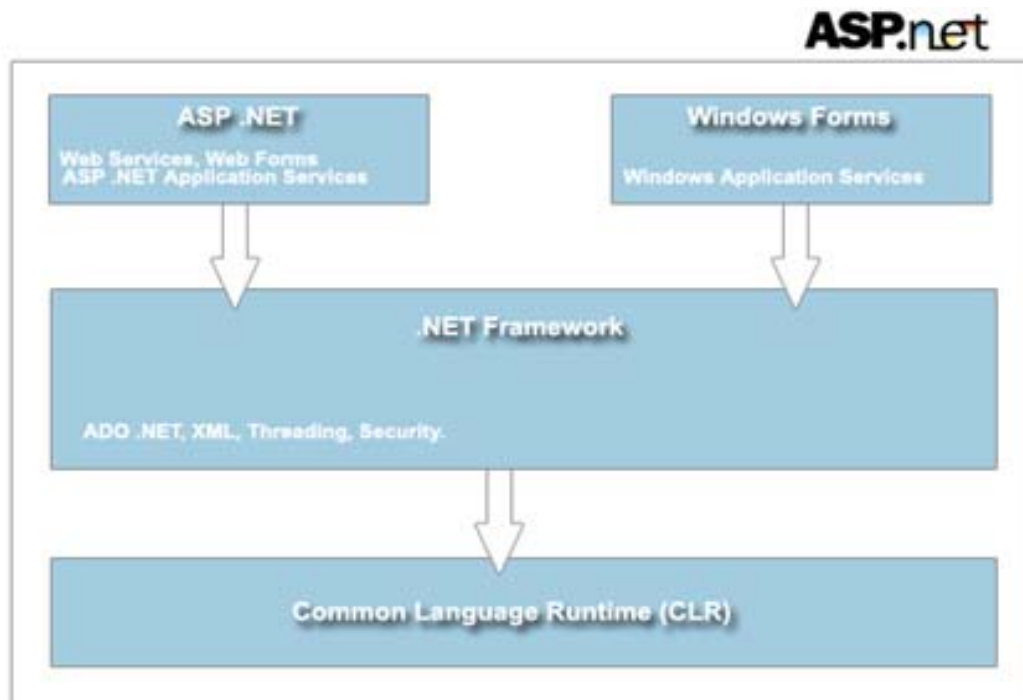 ASP.net
ASP .NET
Web Services, Web Forms
ASP .NET Application Services
Windows Forms
Windows Application Services
.NET Framework
ADO .NET, XML, Threading, Security.
Common Language Runtime (CLR)